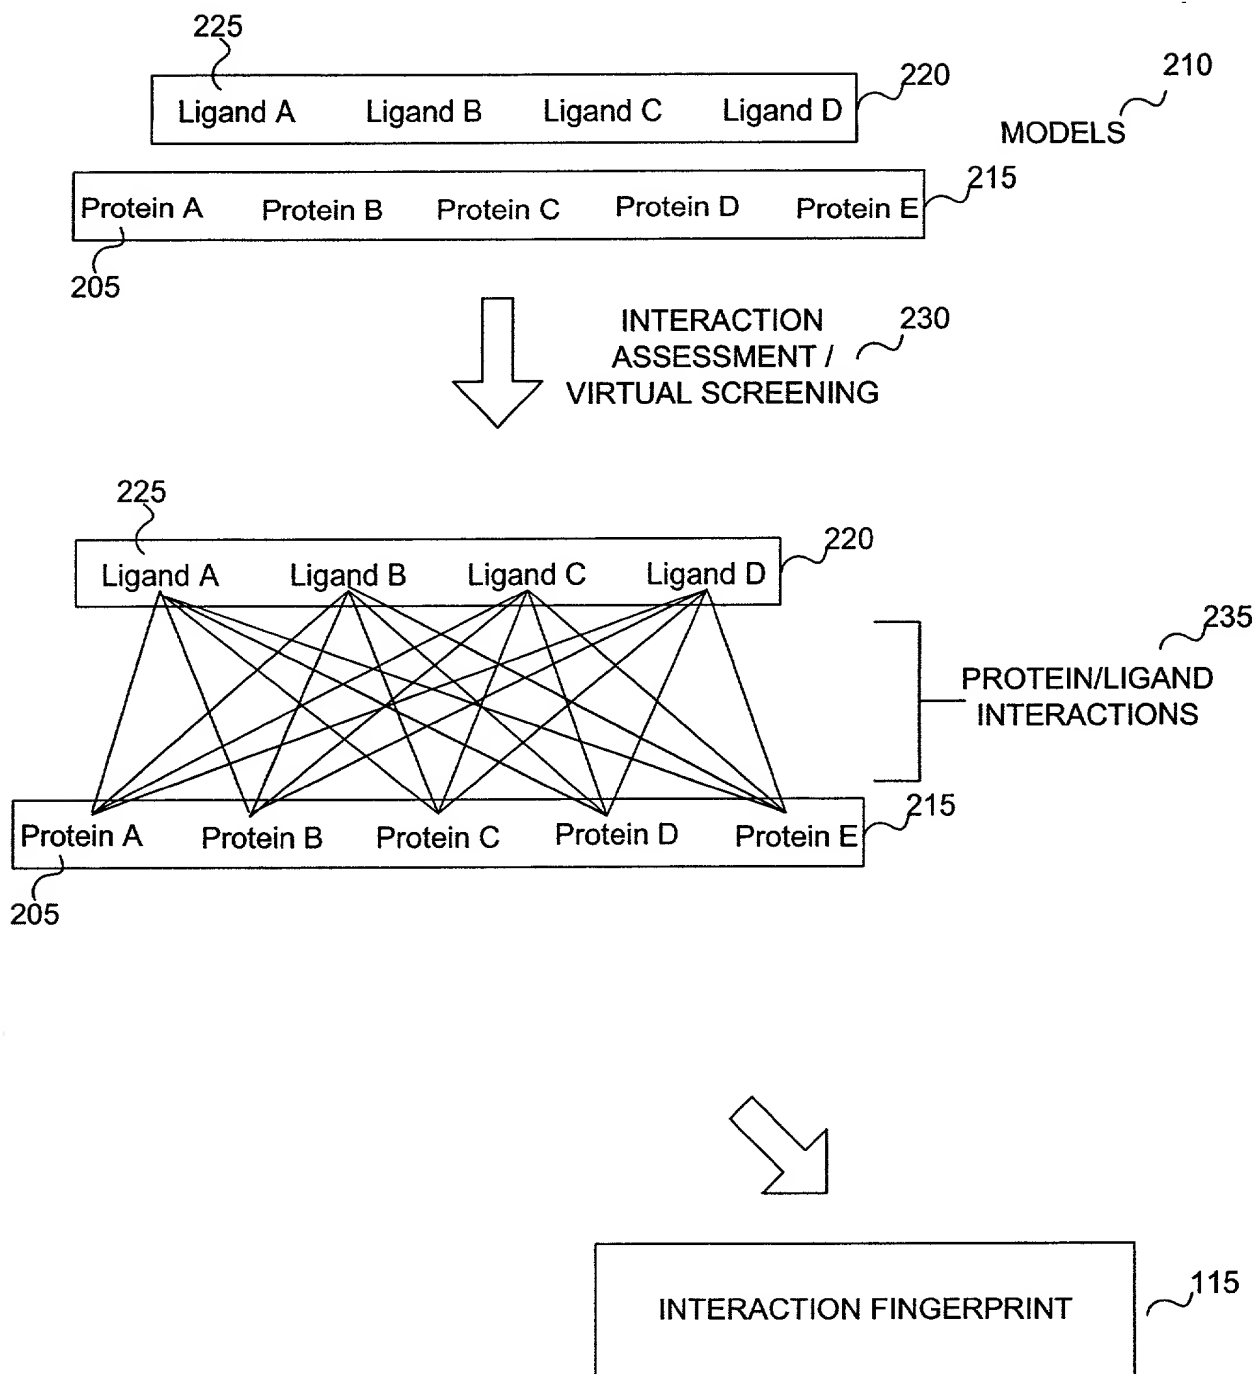 225
Ligand A Ligand B Ligand C Ligand D
220
210
MODELS
Protein A Protein B Protein C Protein D Protein E
215
205
INTERACTION
ASSESSMENT /
VIRTUAL SCREENING
230
225
Ligand A Ligand B Ligand C Ligand D
220
235
PROTEIN/LIGAND
INTERACTIONS
Protein A Protein B Protein C Protein D Protein E
215
205
INTERACTION FINGERPRINT
115